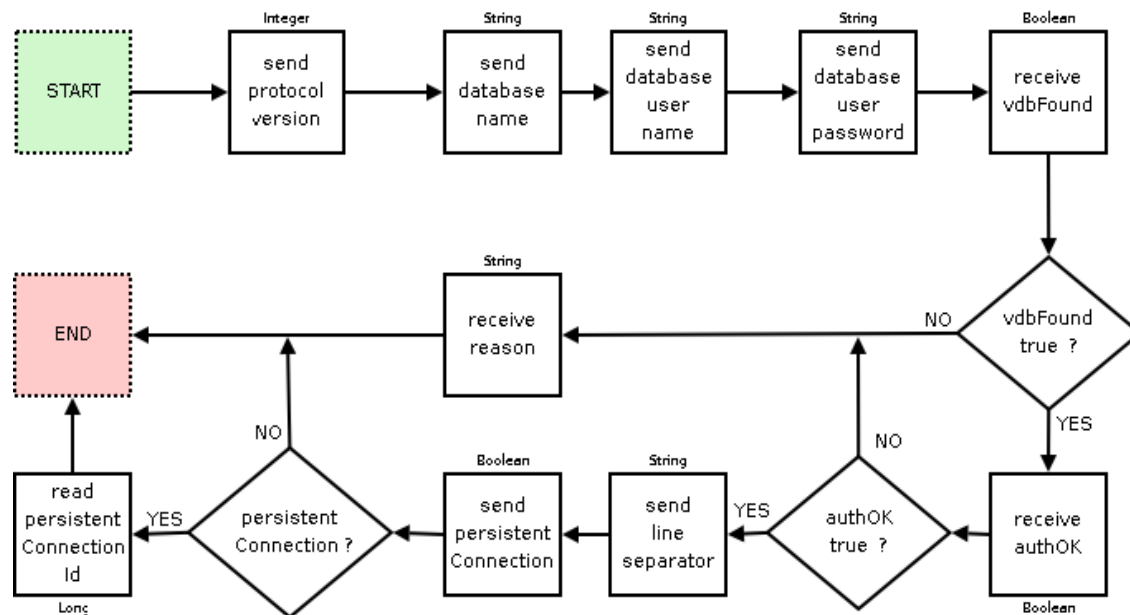 Integer
String
String
String
Boolean
START
send
protocol
version
send
database
name
send
database
user
name
send
database
user
password
receive
vdbFound
String
END
receive
reason
NO
vdbFound
true ?
YES
NO
NO
Boolean
String
read
persistent
Connection
Id
YES
persistent
Connection ?
send
persistent
Connection
send
line
separator
YES
authOK
true ?
receive
authOK
Long
Boolean